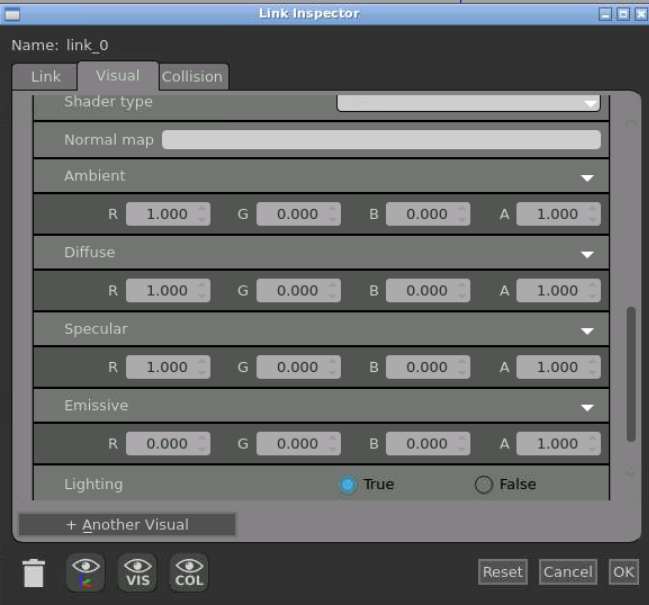 Link Inspector
Name: link_0
Link Visual Collision
Shader type
Normal map
Ambient
R 1.000 G 0.000 B 0.000 A 1.000
Diffuse
R 1.000 G 0.000 B 0.000 A 1.000
Specular
R 1.000 G 0.000 B 0.000 A 1.000
Emissive
R 0.000 G 0.000 B 0.000 A 1.000
Lighting True False
+ Another Visual
VIS COL Reset Cancel OK